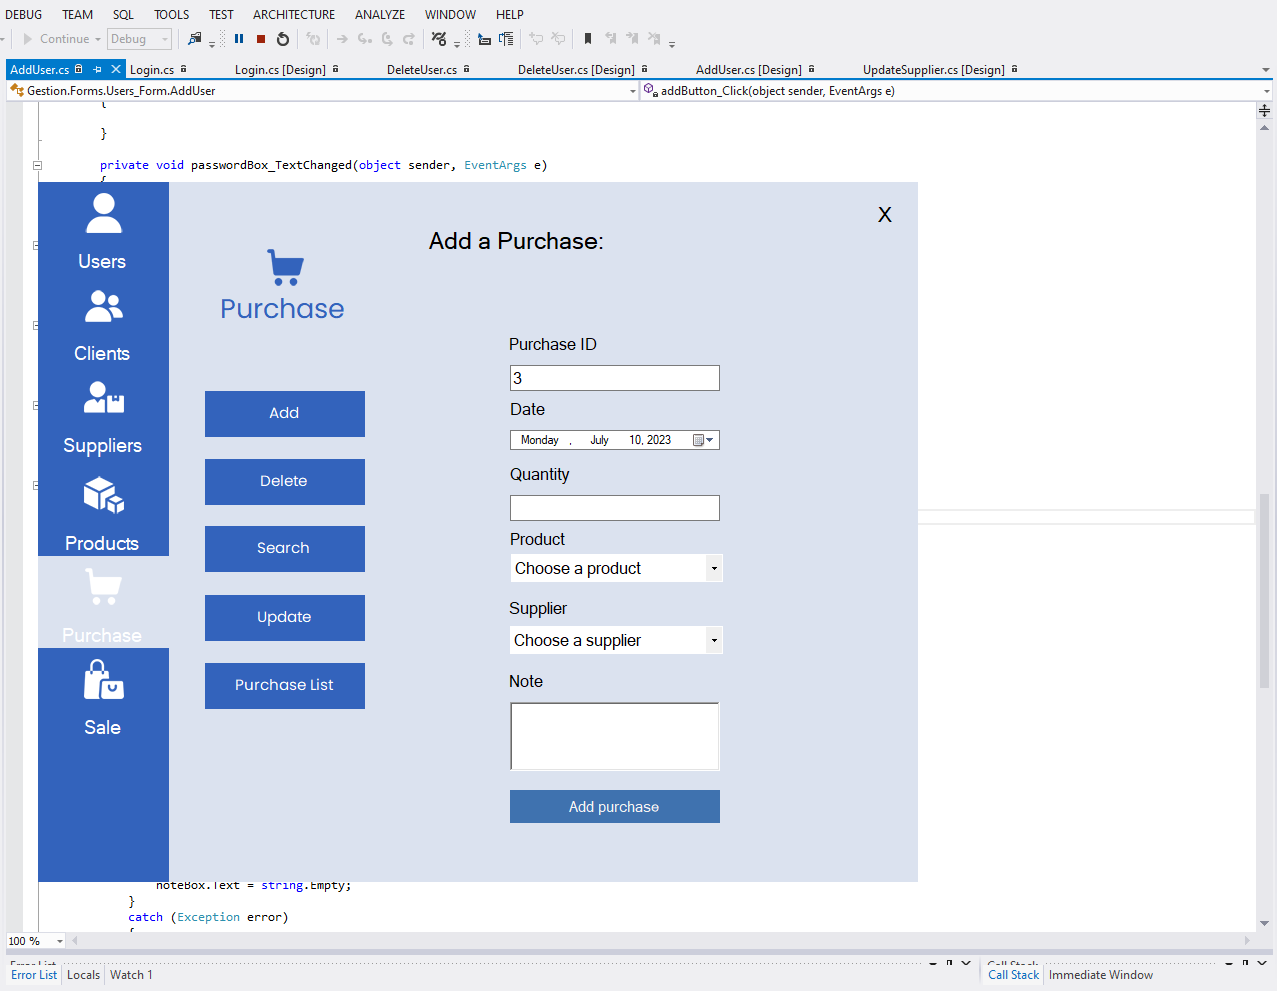 DEBUG TEAM SQL TOOLS TEST ARCHITECTURE ANALYZE WINDOW HELP
Continue Debug
AddUser.cs Login.cs Login.cs [Design] DeleteUser.cs DeleteUser.cs [Design] AddUser.cs [Design] UpdateSupplier.cs [Design]
Gestion.Forms.Users_Form.AddUser addButton_Click(object sender, EventArgs e)
{
}
private void passwordBox_TextChanged(object sender, EventArgs e)
{
X
Add a Purchase:
Users
Clients
Suppliers
Products
Purchase
Sale
Purchase
Add
Delete
Search
Update
Purchase List
Purchase ID
3
Date
Monday , July 10, 2023
Quantity
Product
Choose a product
Supplier
Choose a supplier
Note
Add purchase
noteBox.Text = string.Empty;
}
catch (Exception error)
{
100 %
Error List Call Stack
Error List Locals Watch 1 Call Stack Immediate Window